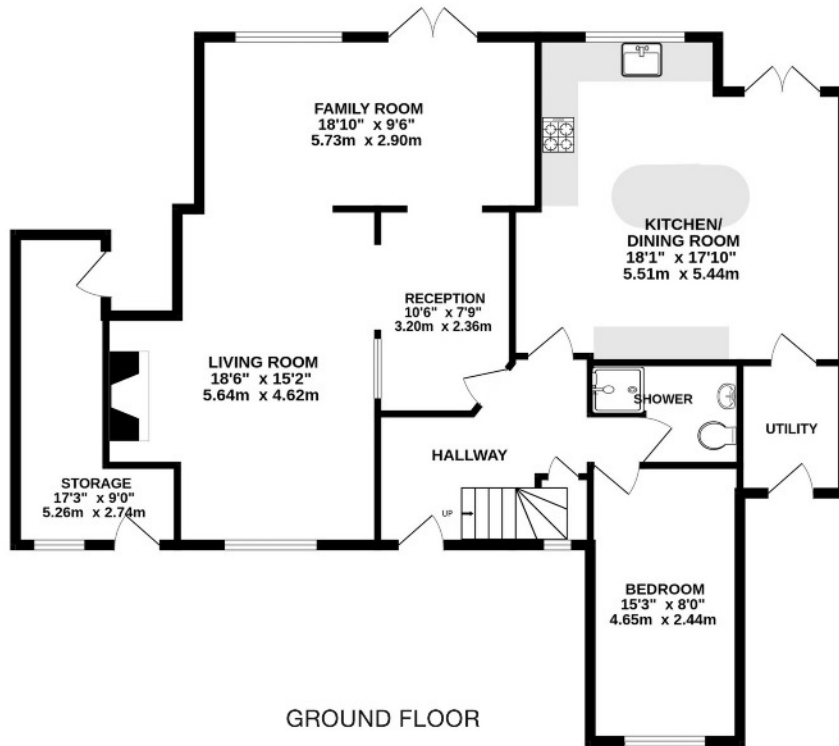 FAMILY ROOM
18'10" x 9'6"
5.73m x 2.90m
KITCHEN/
DINING ROOM
18'1" x 17'10"
5.51m x 5.44m
RECEPTION
10'6" x 7'9"
3.20m x 2.36m
LIVING ROOM
18'6" x 15'2"
5.64m x 4.62m
SHOWER
UTILITY
HALLWAY
STORAGE
17'3" x 9'0"
5.26m x 2.74m
UP
BEDROOM
15'3" x 8'0"
4.65m x 2.44m
GROUND FLOOR